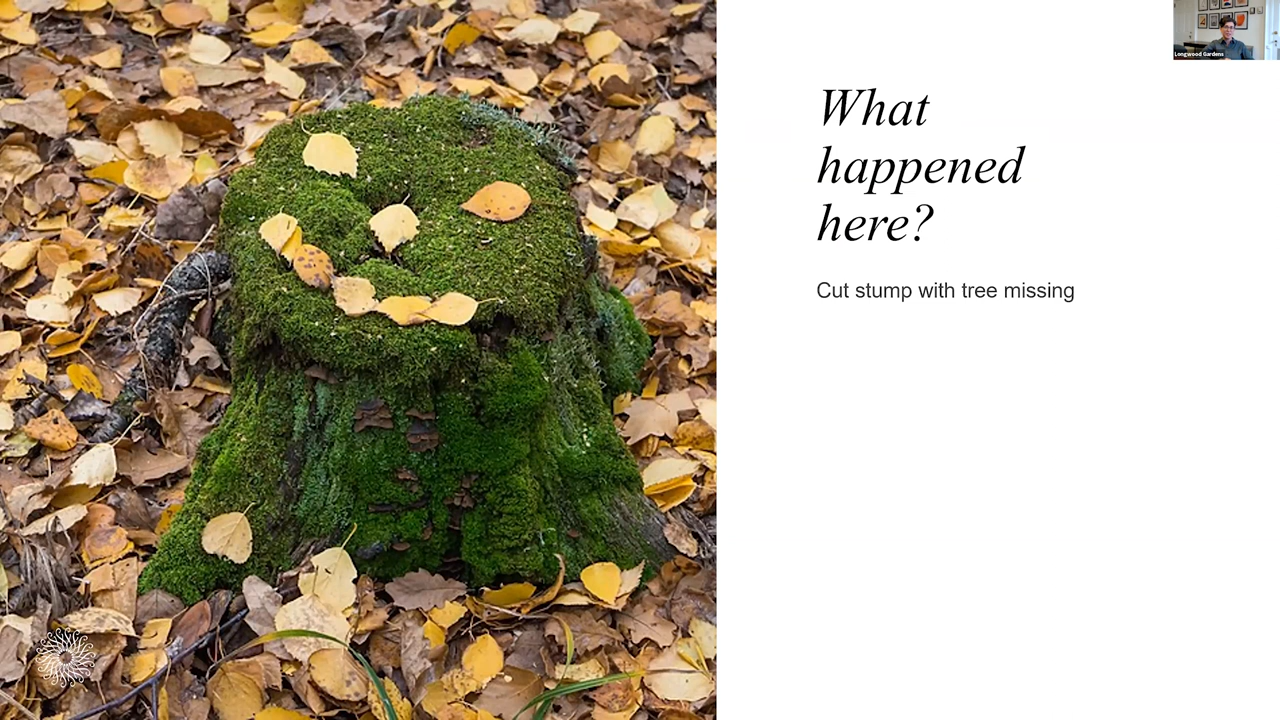 Longwood Gardens
What
happened
here?
Cut stump with tree missing